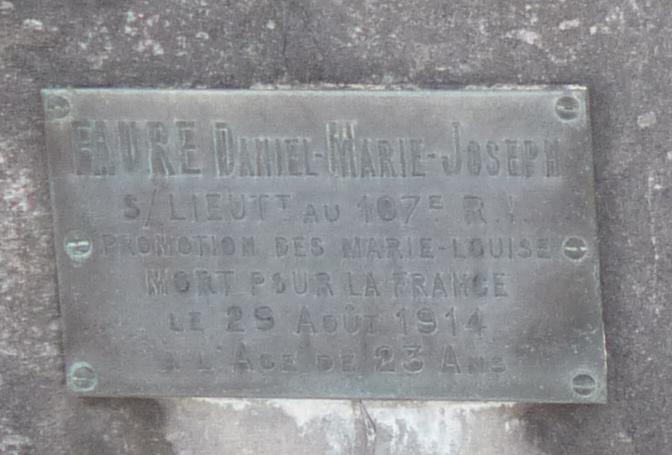 FAURE DANIEL-MARIE-JOSEPH
S/LIEUTT AU 107E R.I.
PROMOTION DES MARIE-LOUISE
MORT POUR LA FRANCE
LE 29 AOÛT 1914
À L'AGE DE 23 ANS